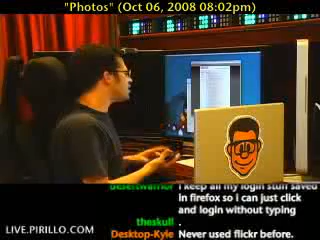 "Photos" (Oct 06, 2008 08:02pm)
desertwarrior I keep all my login stuff saved
in firefox so i can just click
and login without typing
theskull .
LIVE.PIRILLO.COM Desktop-Kyle Never used flickr before.